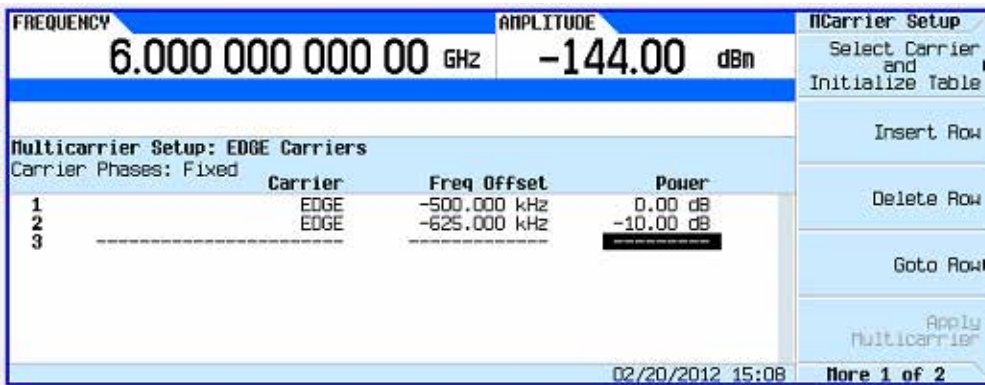 FREQUENCY AMPLITUDE MCarrier Setup
6.000 000 000 00 GHz -144.00 dBm
Select Carrier
and
Initialize Table
Insert Row
Multicarrier Setup: EDGE Carriers
Carrier Phases: Fixed
Carrier Freq Offset Power
1 EDGE -500.000 kHz 0.00 dB
2 EDGE -625.000 kHz -10.00 dB
3 ---------------------- ------------- ---------
Delete Row
Goto Row
Apply
Multicarrier
02/20/2012 15:08 More 1 of 2